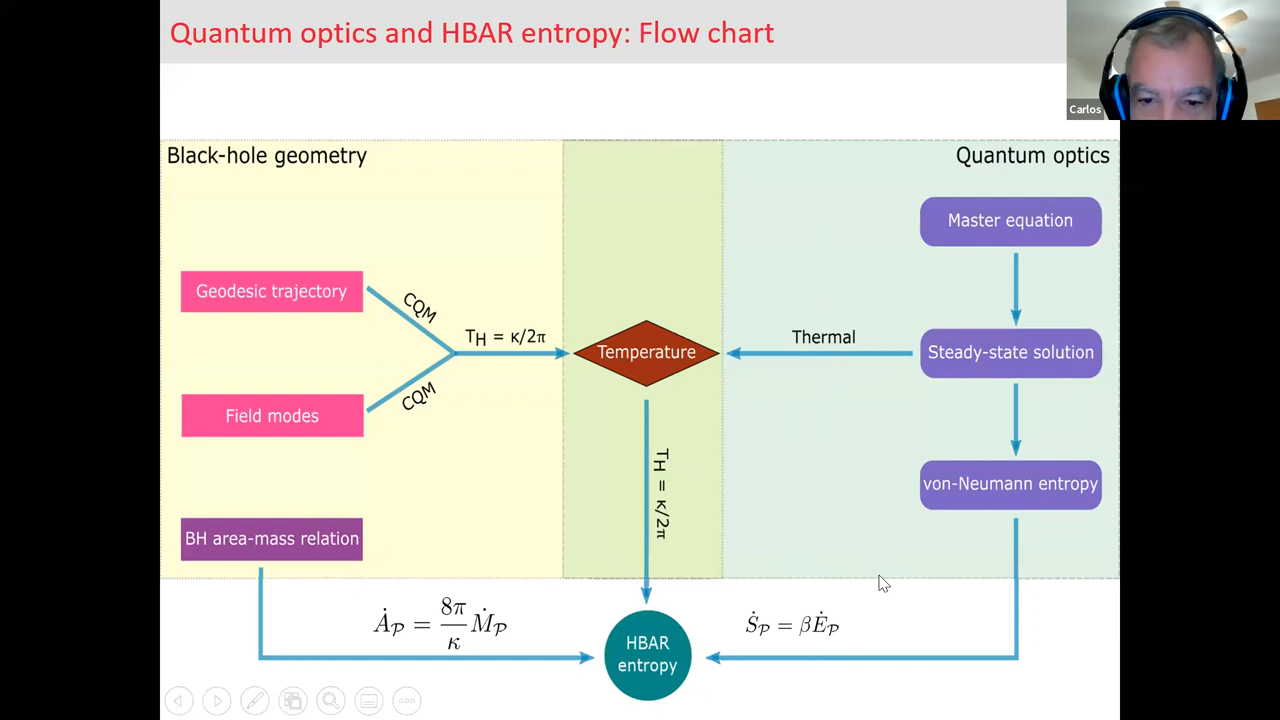 Quantum optics and HBAR entropy: Flow chart
Carlos
Black-hole geometry
Quantum optics
Master equation
Geodesic trajectory
CQM
T_H = κ/2π
Temperature
Thermal
Steady-state solution
CQM
Field modes
T_H = κ/2π
von-Neumann entropy
BH area-mass relation
Ȧ_𝒫 = 8π/κ Ṁ_𝒫
Ṡ_𝒫 = βĖ_𝒫
HBAR
entropy